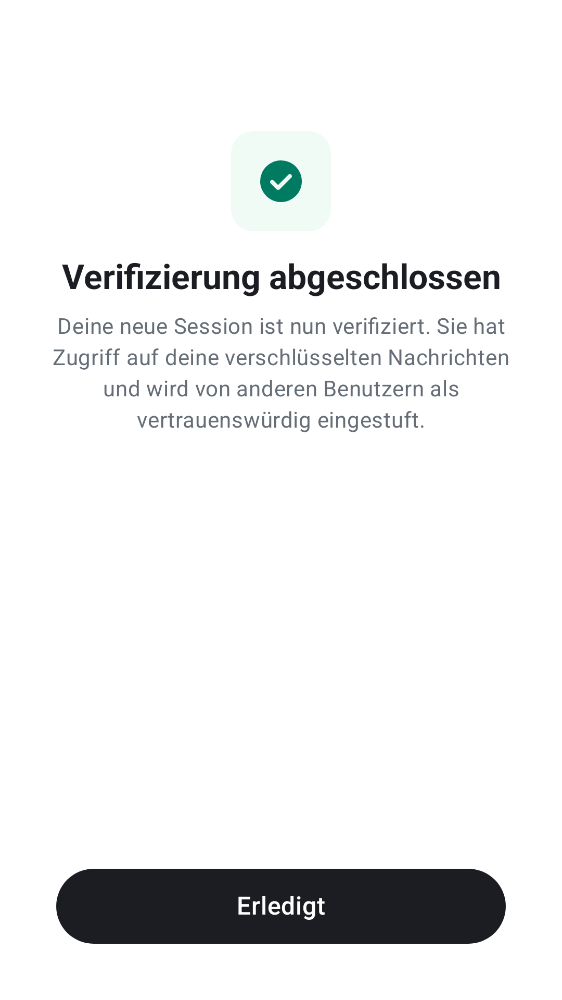 Verifizierung abgeschlossen
Deine neue Session ist nun verifiziert. Sie hat
Zugriff auf deine verschlüsselten Nachrichten
und wird von anderen Benutzern als
vertrauenswürdig eingestuft.
Erledigt